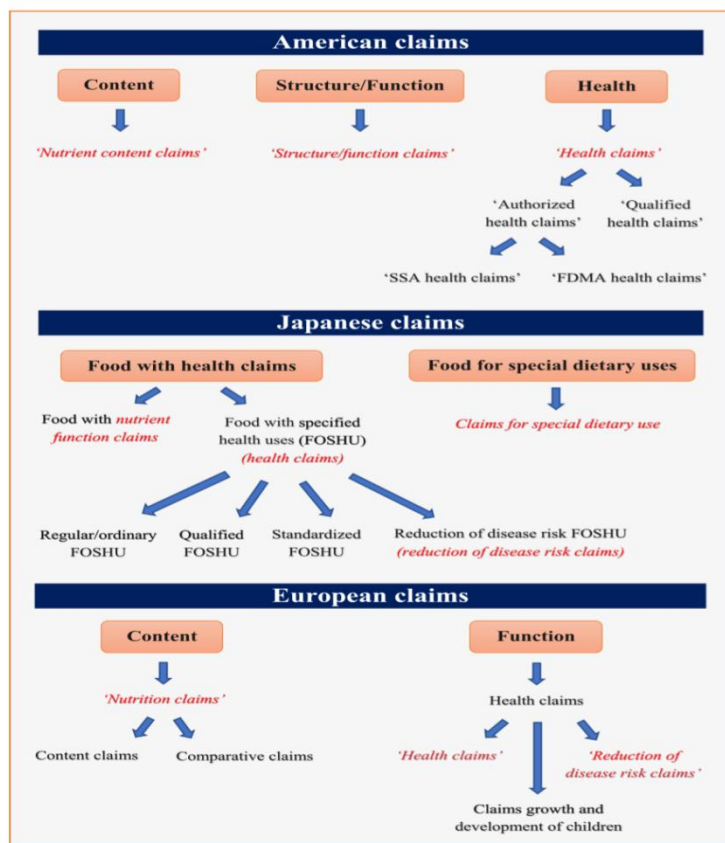 American claims
Content
Structure/Function
Health
‘Nutrient content claims’
‘Structure/function claims’
‘Health claims’
‘Authorized
health claims’
‘Qualified
health claims’
‘SSA health claims’
‘FDMA health claims’
Japanese claims
Food with health claims
Food for special dietary uses
Food with nutrient
function claims
Food with specified
health uses (FOSHU)
(health claims)
Claims for special dietary use
Regular/ordinary
FOSHU
Qualified
FOSHU
Standardized
FOSHU
Reduction of disease risk FOSHU
(reduction of disease risk claims)
European claims
Content
Function
‘Nutrition claims’
Health claims
Content claims
Comparative claims
‘Health claims’
‘Reduction of
disease risk claims’
Claims growth and
development of children